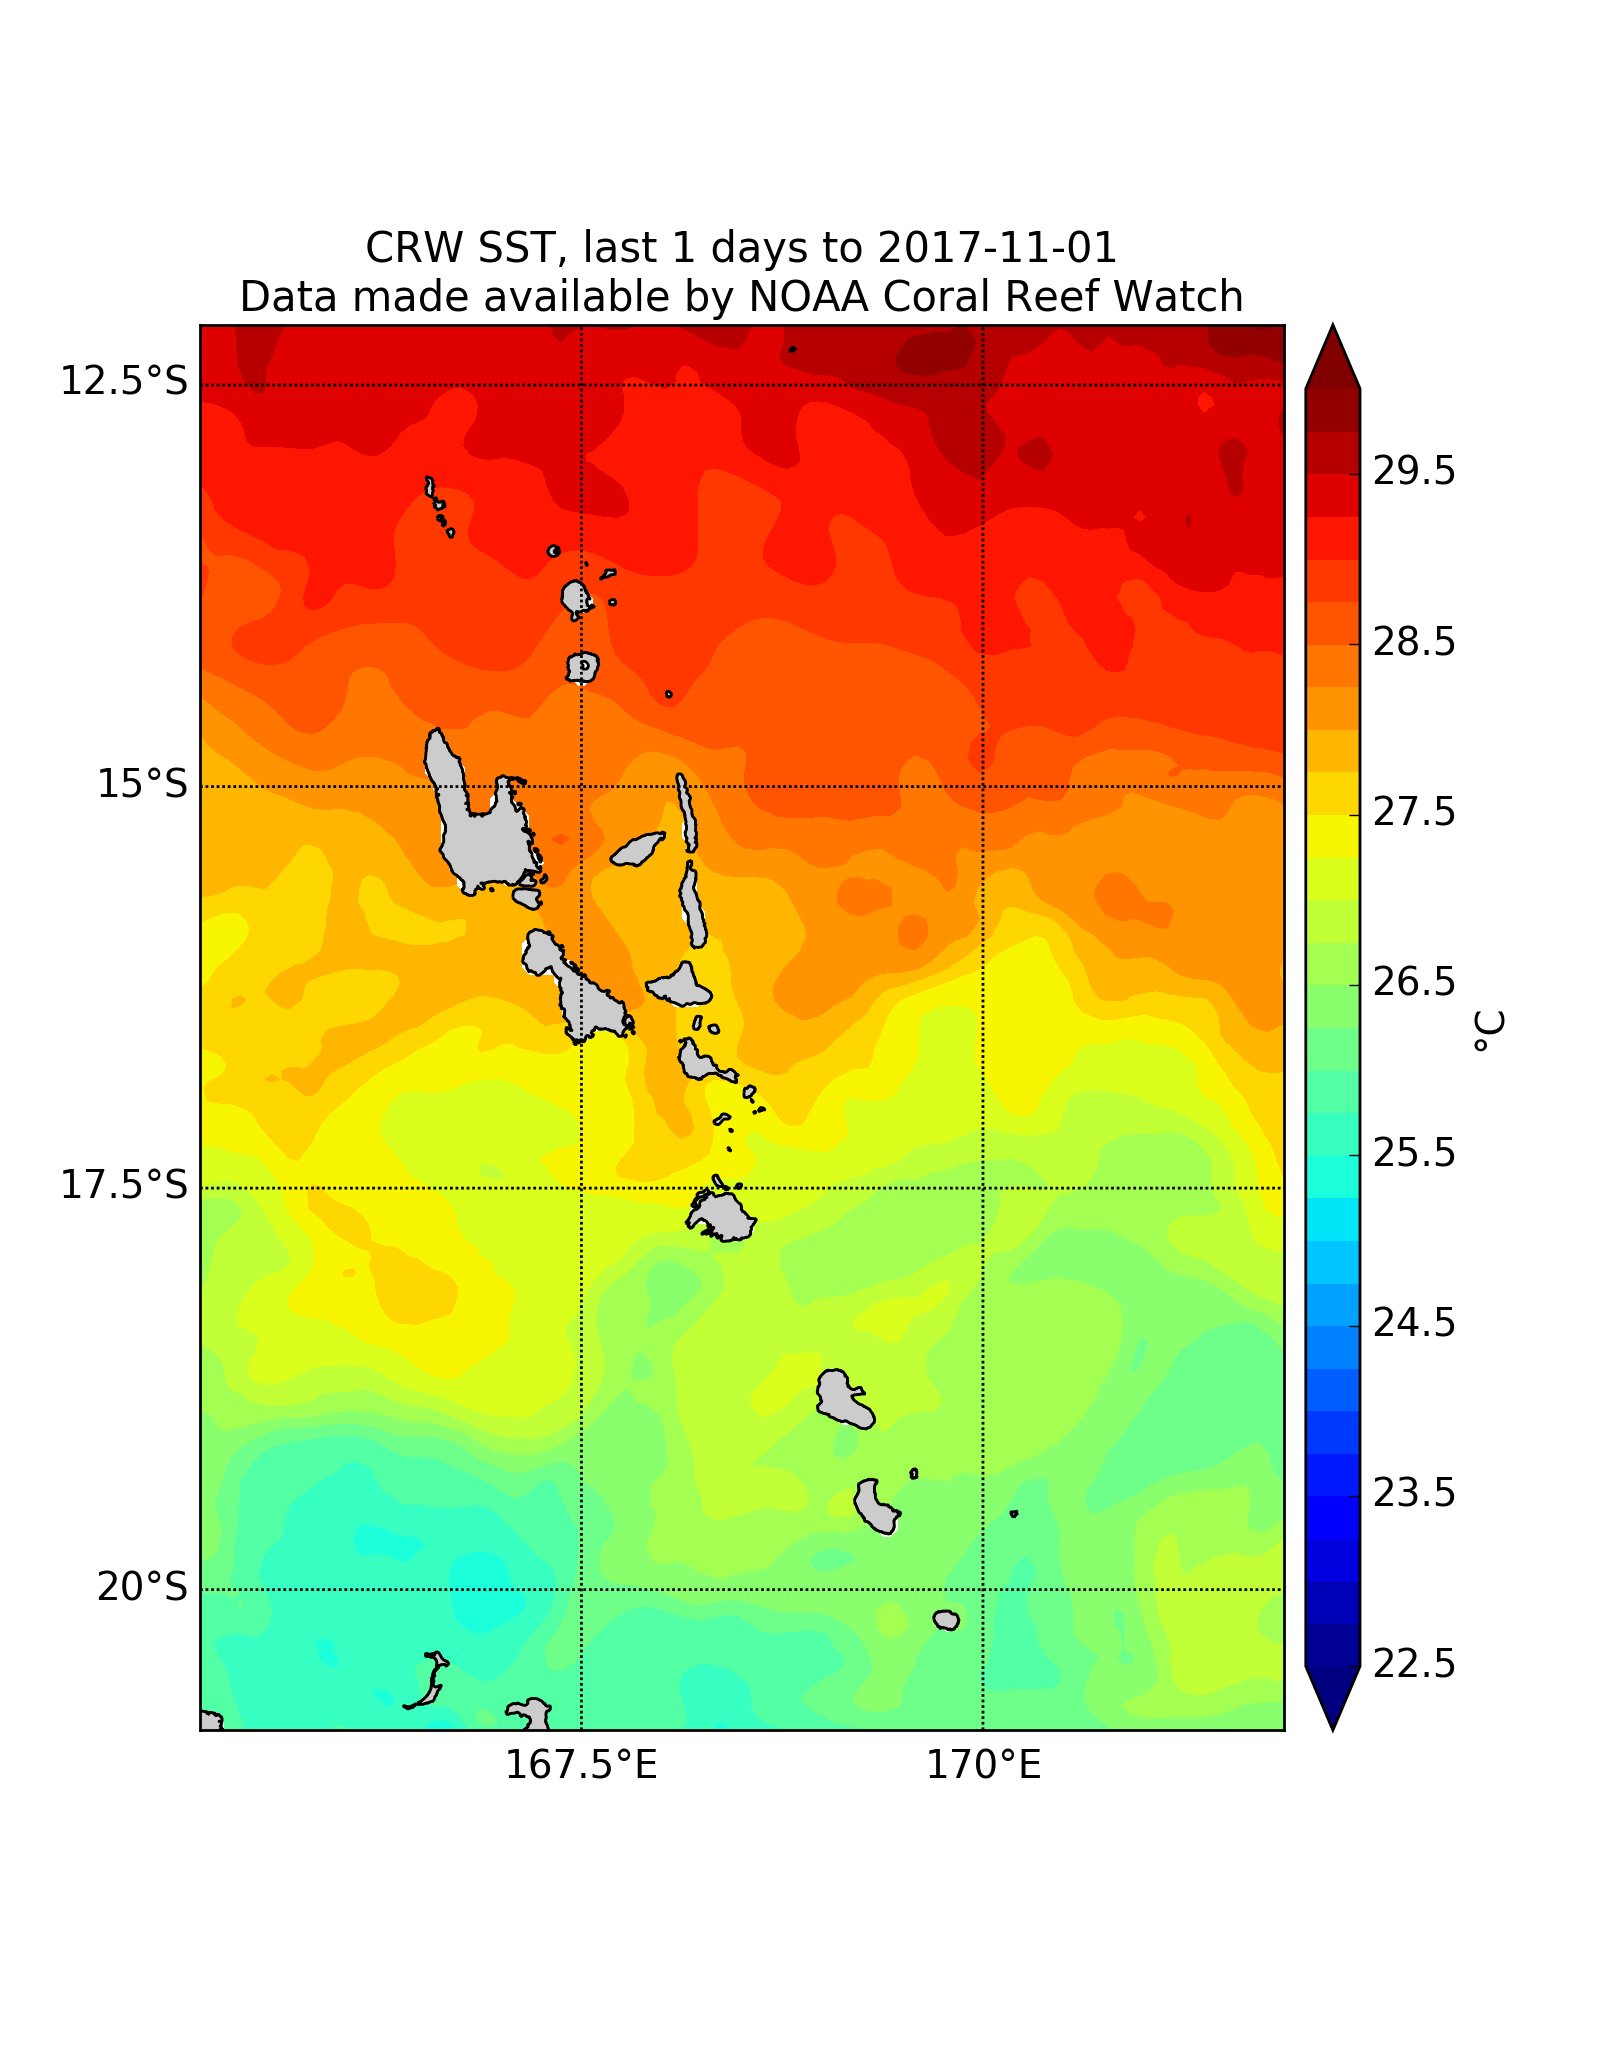 CRW SST, last 1 days to 2017-11-01
Data made available by NOAA Coral Reef Watch
12.5°S
15°S
17.5°S
20°S
167.5°E
170°E
29.5
28.5
27.5
26.5
25.5
24.5
23.5
22.5
°C